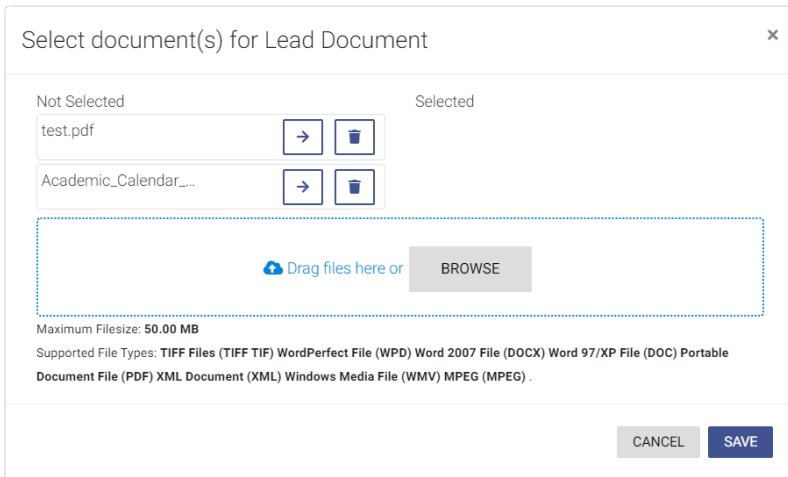 Select document(s) for Lead Document
×
Not Selected
Selected
test.pdf
Academic_Calendar_...
Drag files here or
BROWSE
Maximum Filesize: 50.00 MB
Supported File Types: TIFF Files (TIFF TIF) WordPerfect File (WPD) Word 2007 File (DOCX) Word 97/XP File (DOC) Portable
Document File (PDF) XML Document (XML) Windows Media File (WMV) MPEG (MPEG) .
CANCEL
SAVE